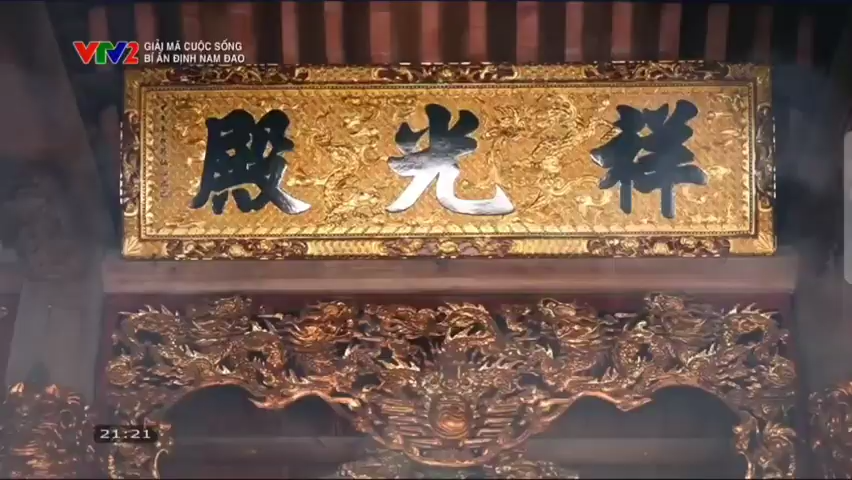 VTV2
GIẢI MÃ CUỘC SỐNG
BÍ ẨN ĐỊNH NAM ĐAO
祥光殿
21:21